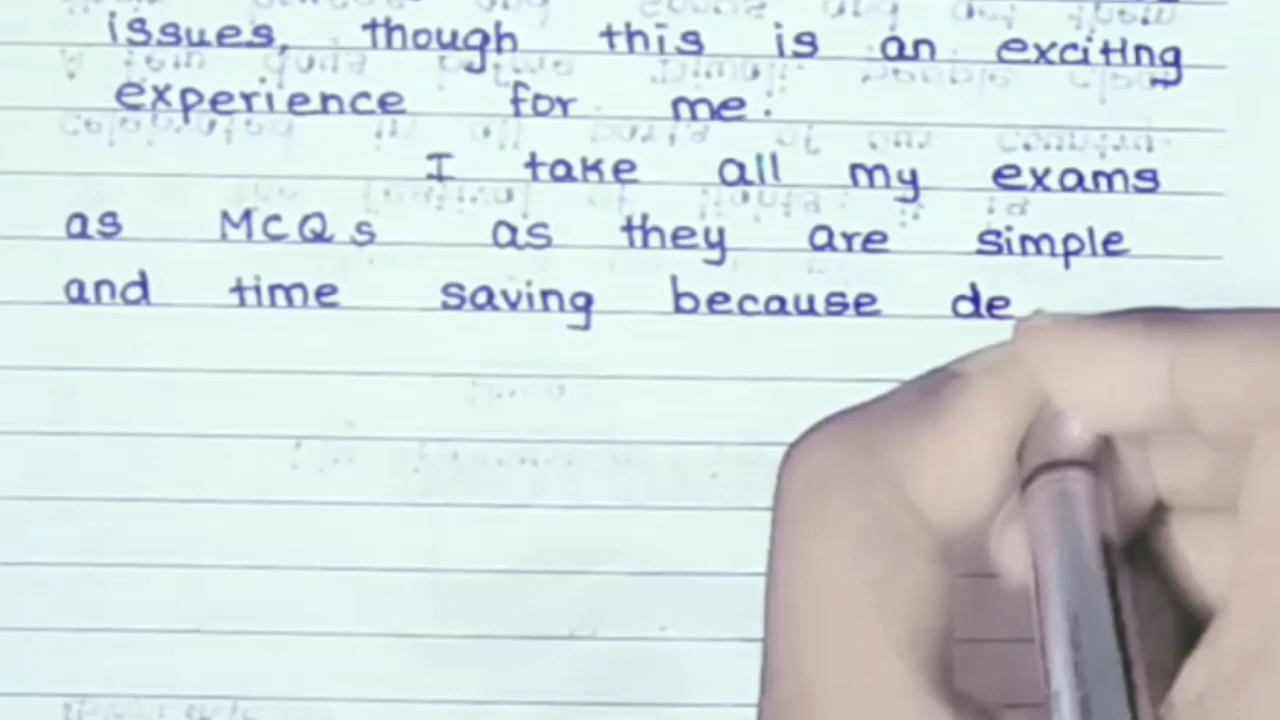 issues, though this is an exciting
experience for me.
I take all my exams
as MCQs as they are simple
and time saving because de